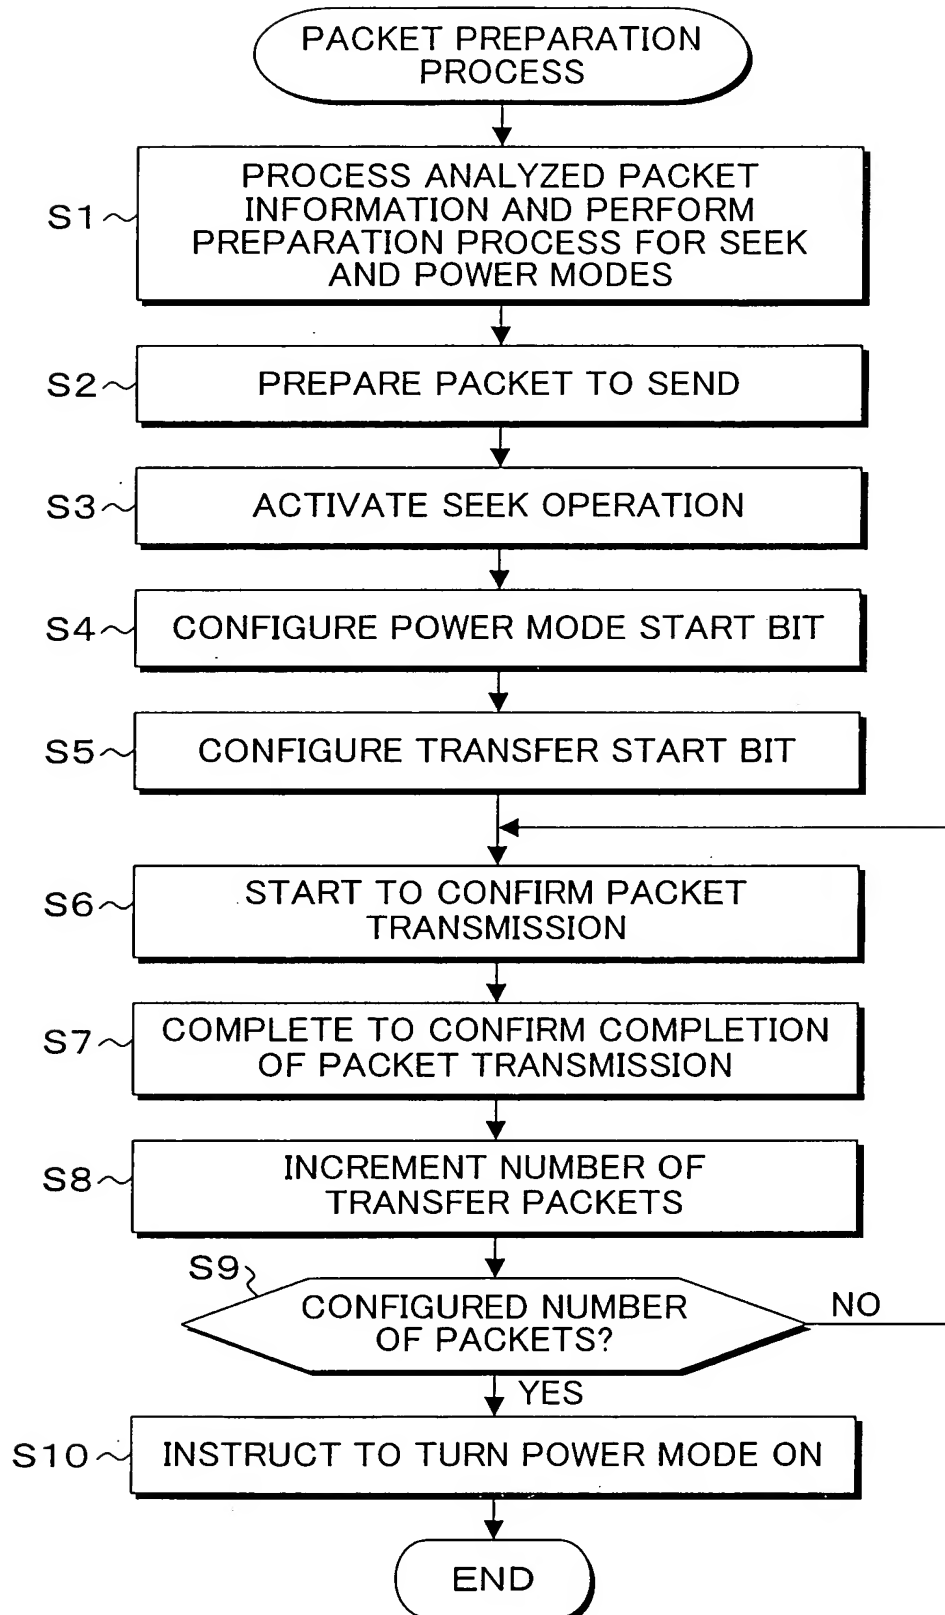 PACKET PREPARATION
PROCESS
PROCESS ANALYZED PACKET
INFORMATION AND PERFORM
PREPARATION PROCESS FOR SEEK
AND POWER MODES
S1
S2
PREPARE PACKET TO SEND
S3
ACTIVATE SEEK OPERATION
S4
CONFIGURE POWER MODE START BIT
S5
CONFIGURE TRANSFER START BIT
S6
START TO CONFIRM PACKET
TRANSMISSION
S7
COMPLETE TO CONFIRM COMPLETION
OF PACKET TRANSMISSION
S8
INCREMENT NUMBER OF
TRANSFER PACKETS
S9
CONFIGURED NUMBER
OF PACKETS?
NO
YES
S10
INSTRUCT TO TURN POWER MODE ON
END